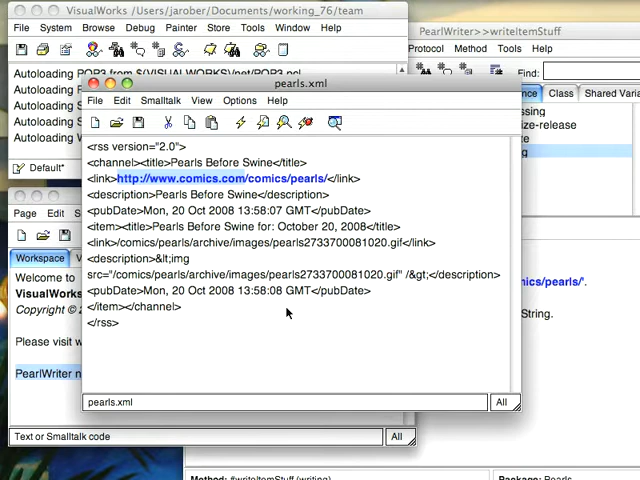 VisualWorks /Users/jarober/Documents/working_76/team
File Browse Debug Painter Store Tools Window Help
Autoloading POP3 from $(VISUALWORKS)/net/POP3.pcl
Autoloading
Autoloading
Autoloading
Autoloading
Default*
PearlWriter>>writeItemStuff
Protocol Method Resources
Find:
Class Shared Varia
ize-release
Page Edit
Workspace
Welcome to
VisualWorks
Copyright ©
Please visit
PearlWriter
Text or Smalltalk code
All
pearls.xml
File Edit Smalltalk View Options Help
<rss version="2.0">
<channel><title>Pearls Before Swine</title>
<link>http://www.comics.com/comics/pearls/</link>
<description>Pearls Before Swine</description>
<pubDate>Mon, 20 Oct 2008 13:58:07 GMT</pubDate>
<item><title>Pearls Before Swine for: October 20, 2008</title>
<link>/comics/pearls/archive/images/pearls2733700081020.gif</link>
<description>&lt;img
src="/comics/pearls/archive/images/pearls2733700081020.gif" /&gt;</description>
<pubDate>Mon, 20 Oct 2008 13:58:08 GMT</pubDate>
</item></channel>
</rss>
pearls.xml
All
ics/pearls/'.
String.
Method: #writeItemStuff (writing)
Package: Pearls